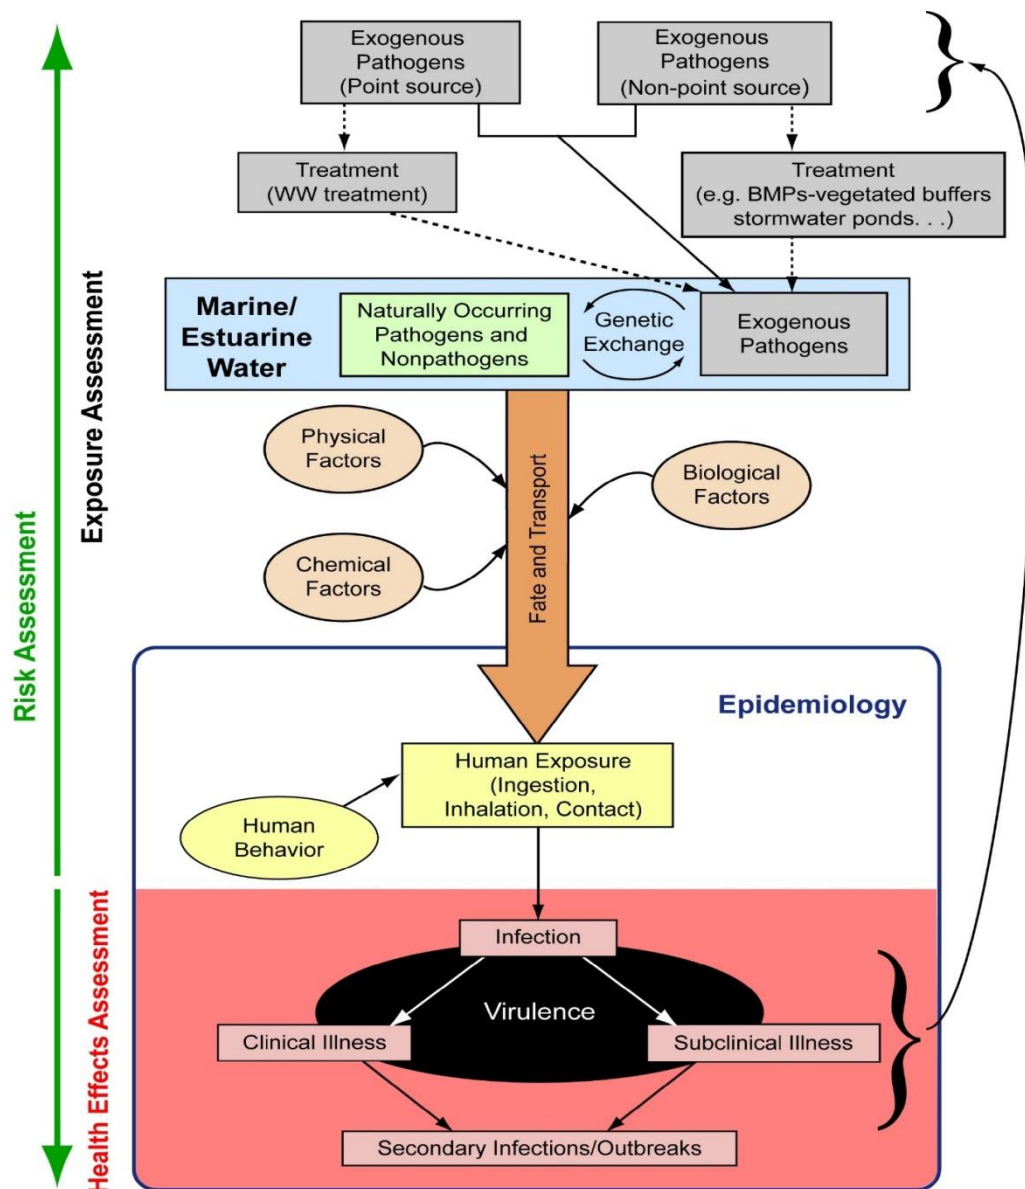 Exogenous
Pathogens
(Point source)
Exogenous
Pathogens
(Non-point source)
Treatment
(WW treatment)
Treatment
(e.g. BMPs-vegetated buffers
stormwater ponds. . .)
Marine/
Estuarine
Water
Naturally Occurring
Pathogens and
Nonpathogens
Genetic
Exchange
Exogenous
Pathogens
Exposure Assessment
Risk Assessment
Physical
Factors
Biological
Factors
Chemical
Factors
Fate and Transport
Epidemiology
Human Exposure
(Ingestion,
Inhalation, Contact)
Human
Behavior
Health Effects Assessment
Infection
Virulence
Clinical Illness
Subclinical Illness
Secondary Infections/Outbreaks